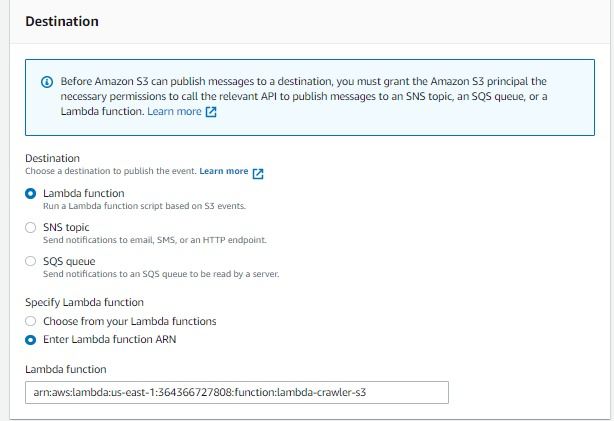 Destination
Before Amazon S3 can publish messages to a destination, you must grant the Amazon S3 principal the
necessary permissions to call the relevant API to publish messages to an SNS topic, an SQS queue, or a
Lambda function. Learn more
Destination
Choose a destination to publish the event. Learn more
Lambda function
Run a Lambda function script based on S3 events.
SNS topic
Send notifications to email, SMS, or an HTTP endpoint.
SQS queue
Send notifications to an SQS queue to be read by a server.
Specify Lambda function
Choose from your Lambda functions
Enter Lambda function ARN
Lambda function
arn:aws:lambda:us-east-1:364366727808:function:lambda-crawler-s3